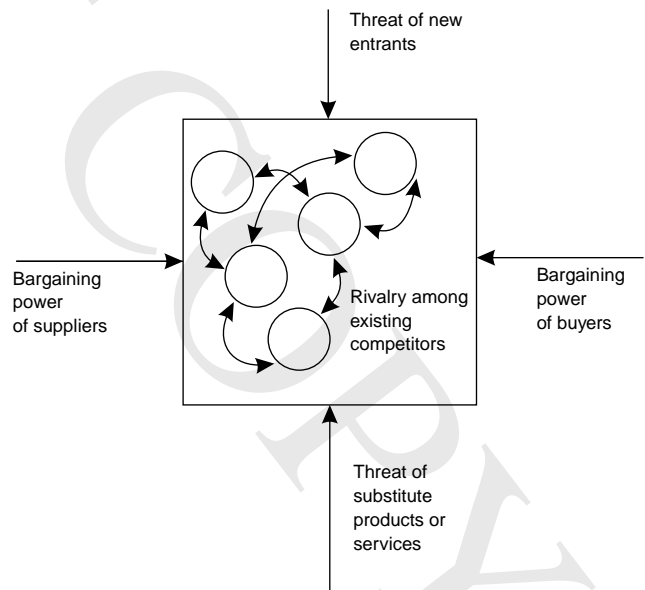 Threat of new
entrants
Bargaining
power
of suppliers
Rivalry among
existing
competitors
Bargaining
power
of buyers
Threat of
substitute
products or
services
COPY